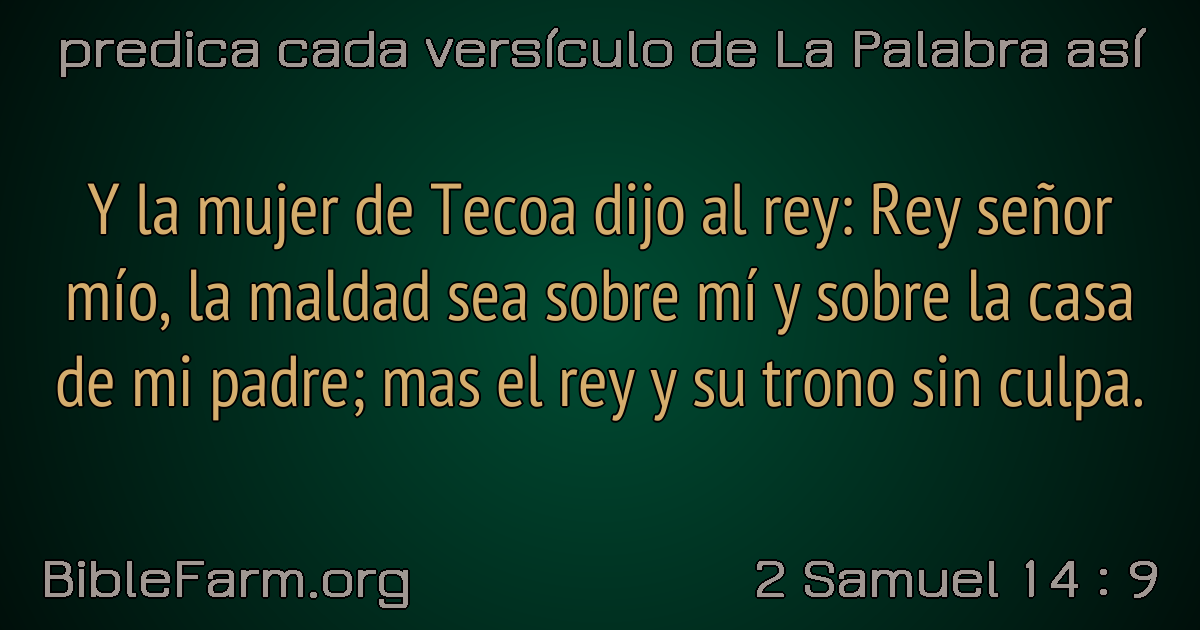 predica cada versículo de La Palabra así
Y la mujer de Tecoa dijo al rey: Rey señor
mío, la maldad sea sobre mí y sobre la casa
de mi padre; mas el rey y su trono sin culpa.
BibleFarm.org
2 Samuel 14 : 9